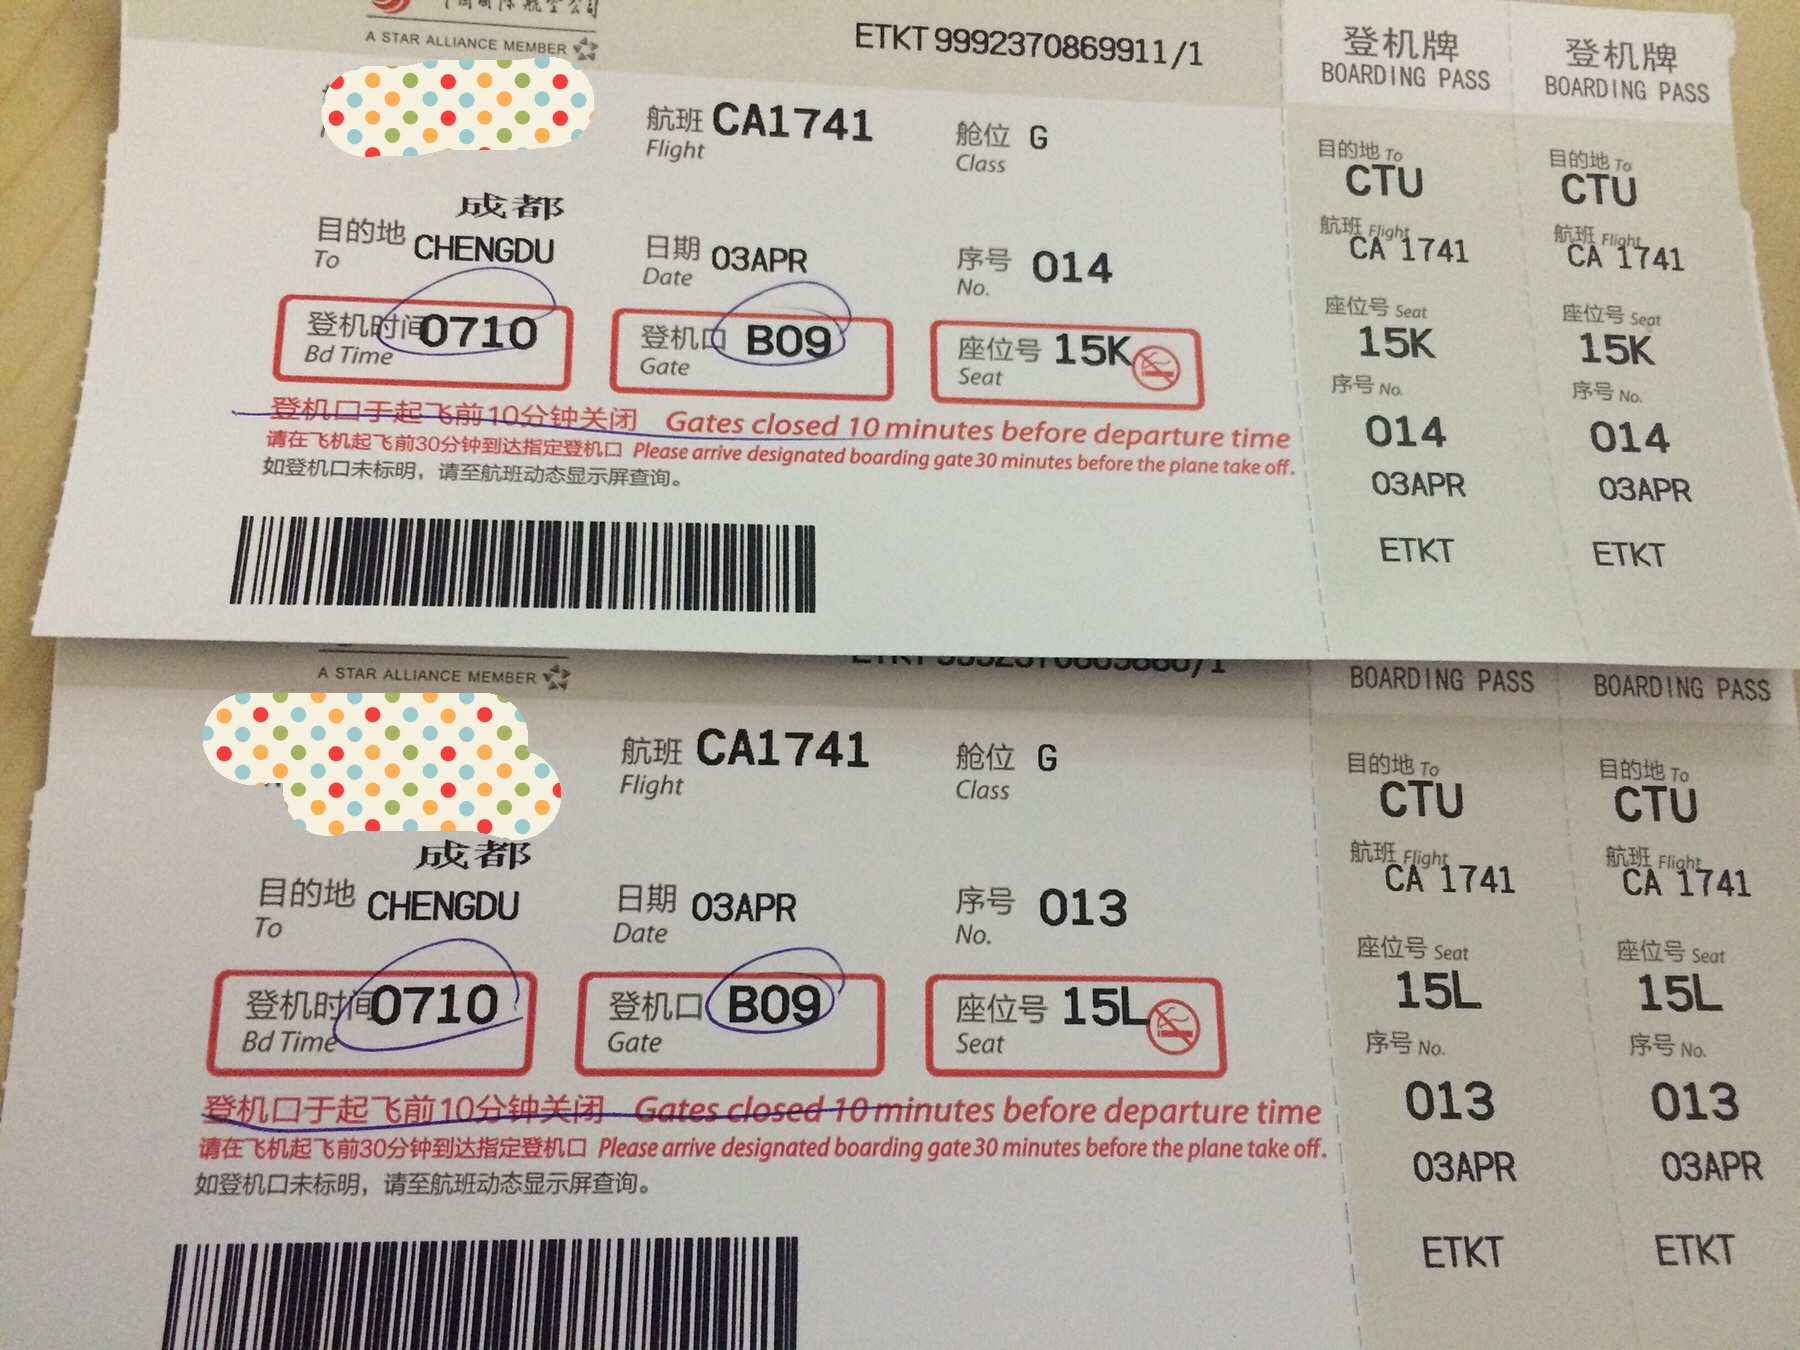 中国国际航空公司
A STAR ALLIANCE MEMBER
ETKT 9992370869911/1
登机牌
BOARDING PASS
登机牌
BOARDING PASS
航班 Flight CA1741
舱位 Class G
成都
目的地 To CHENGDU
日期 Date 03APR
序号 No. 014
登机时间 Bd Time 0710
登机口 Gate B09
座位号 Seat 15K
登机口于起飞前10分钟关闭 Gates closed 10 minutes before departure time
请在飞机起飞前30分钟到达指定登机口 Please arrive designated boarding gate 30 minutes before the plane take off.
如登机口未标明，请至航班动态显示屏查询。
目的地 To
CTU
航班 Flight
CA 1741
座位号 Seat
15K
序号 No.
014
03APR
ETKT
目的地 To
CTU
航班 Flight
CA 1741
座位号 Seat
15K
序号 No.
014
03APR
ETKT
A STAR ALLIANCE MEMBER
BOARDING PASS
BOARDING PASS
航班 Flight CA1741
舱位 Class G
成都
目的地 To CHENGDU
日期 Date 03APR
序号 No. 013
登机时间 Bd Time 0710
登机口 Gate B09
座位号 Seat 15L
登机口于起飞前10分钟关闭 Gates closed 10 minutes before departure time
请在飞机起飞前30分钟到达指定登机口 Please arrive designated boarding gate 30 minutes before the plane take off.
如登机口未标明，请至航班动态显示屏查询。
目的地 To
CTU
航班 Flight
CA 1741
座位号 Seat
15L
序号 No.
013
03APR
ETKT
目的地 To
CTU
航班 Flight
CA 1741
座位号 Seat
15L
序号 No.
013
03APR
ETKT